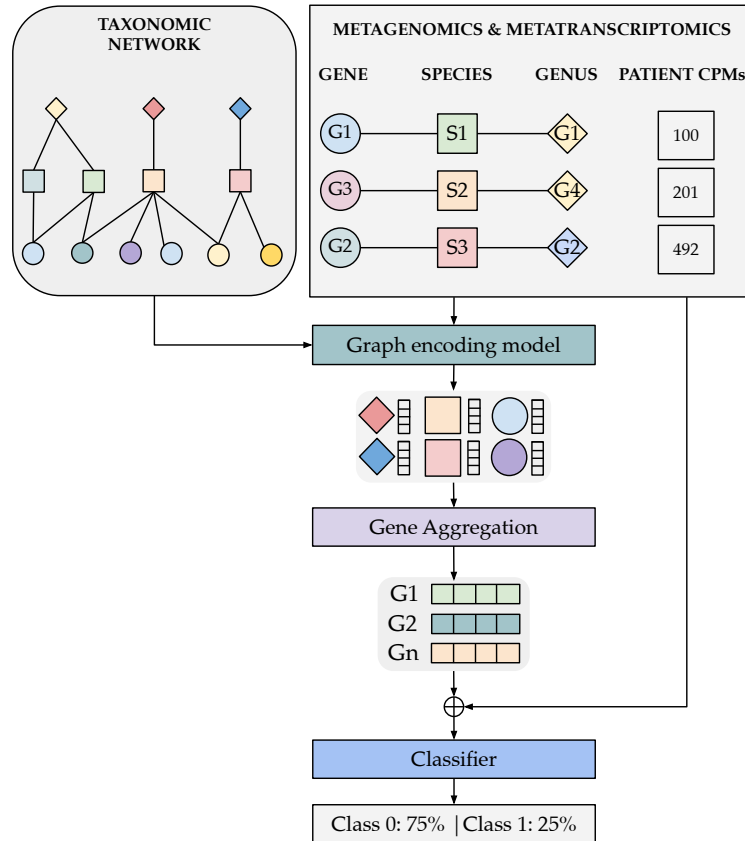 TAXONOMIC
NETWORK
METAGENOMICS & METATRANSCRIPTOMICS
GENE SPECIES GENUS PATIENT CPMs
G1 S1 G1 100
G3 S2 G4 201
G2 S3 G2 492
Graph encoding model
Gene Aggregation
G1
G2
Gn
Classifier
Class 0: 75% | Class 1: 25%